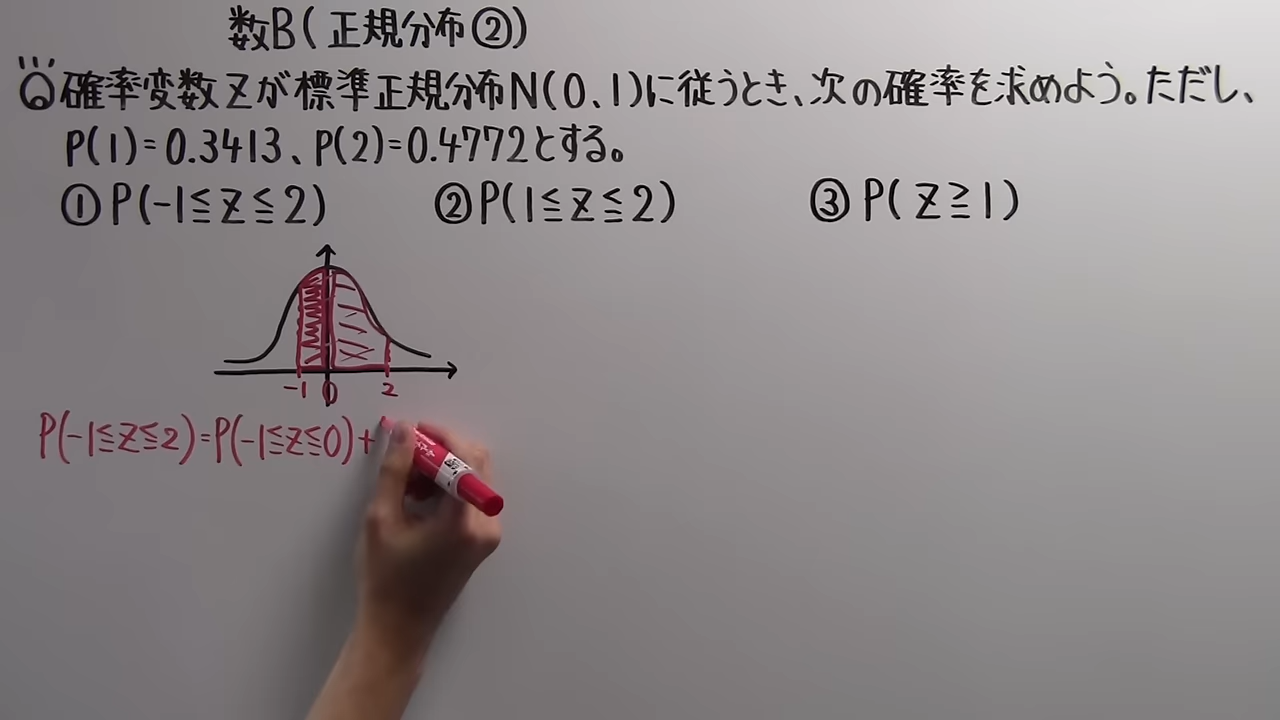 数B(正規分布②)
Q 確率変数Zが標準正規分布N(0、1)に従うとき、次の確率を求めよう。ただし、
P(1)=0.3413、P(2)=0.4772とする。
①P(-1≦Z≦2) ②P(1≦Z≦2) ③P(Z≧1)
-1 0 2
P(-1≦Z≦2)=P(-1≦Z≦0)+